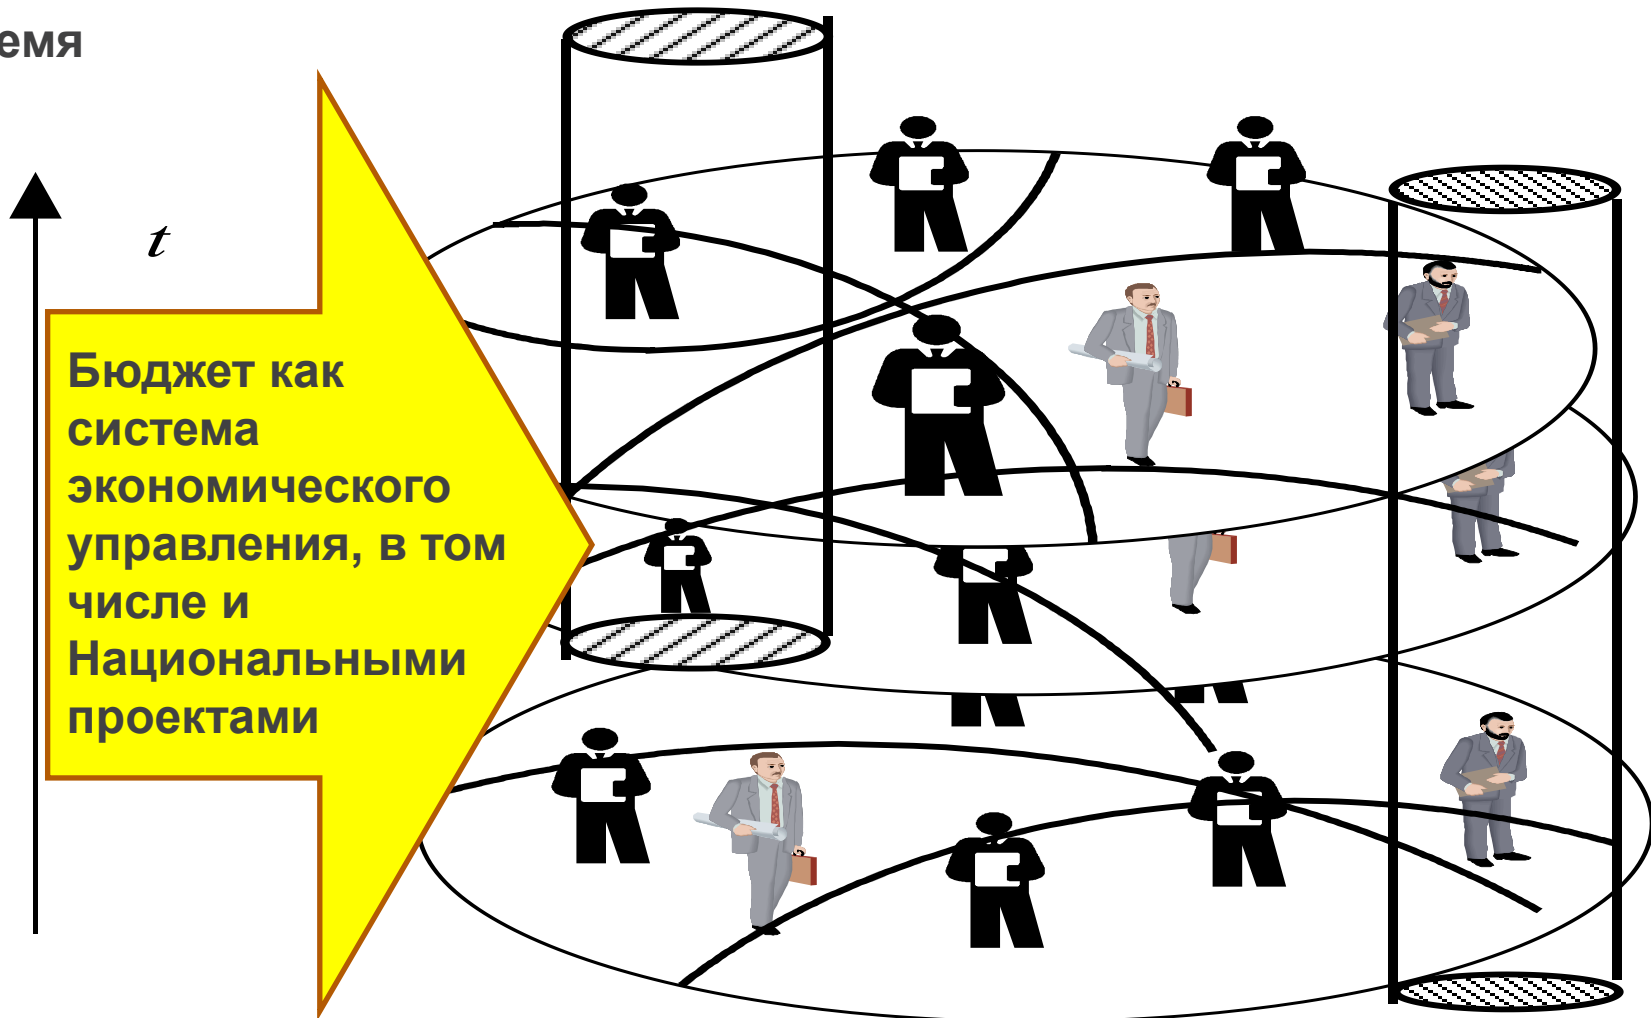 емя
t
Бюджет как
система
экономического
управления, в том
числе и
Национальными
проектами